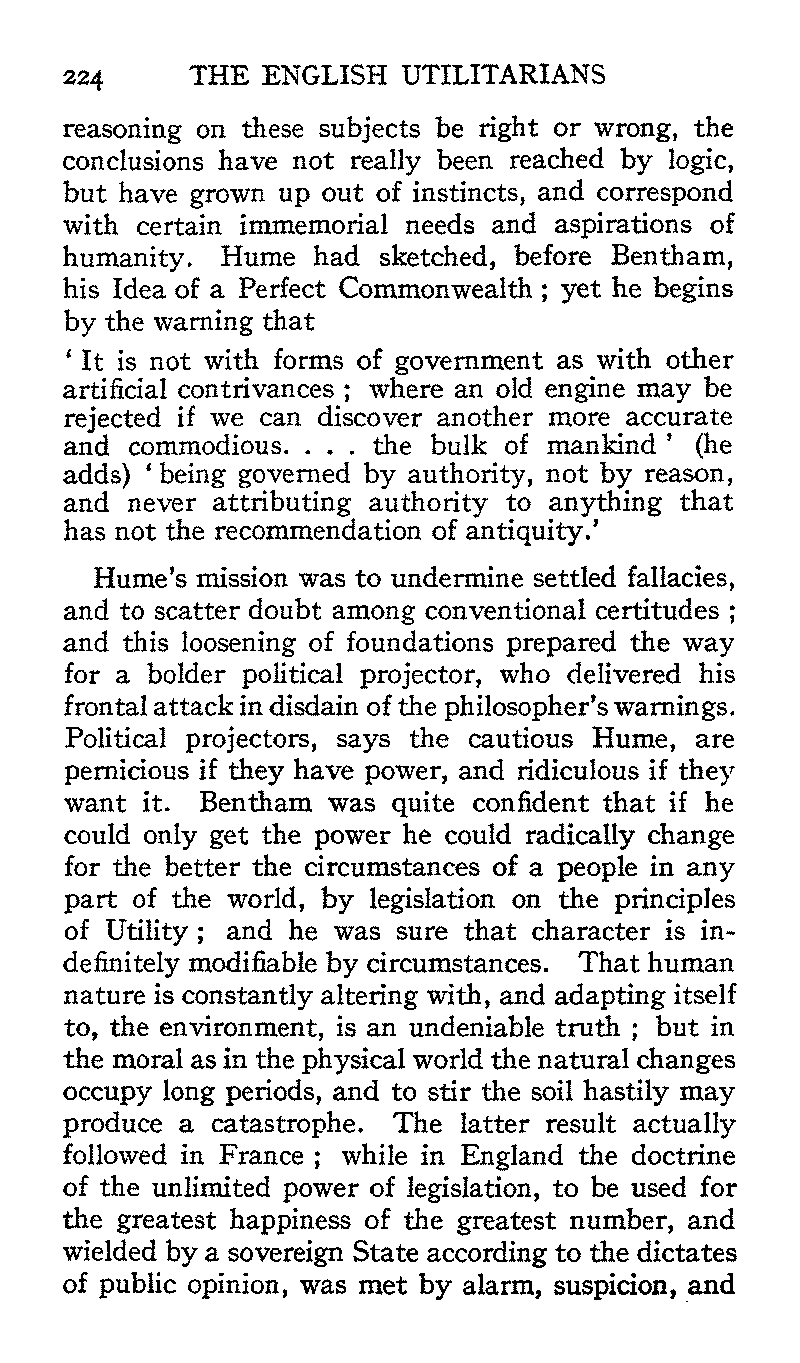 224 THE ENGLISH UTILITARIANS
reasoning on these subjects be right or wrong, the
conclusions have not really been reached by logic,
but have grown up out of instincts, and correspond
with certain immemorial needs and aspirations of
humanity. Hume had sketched, before Bentham,
his Idea of a Perfect Commonwealth ; yet he begins
by the warning that
‘ It is not with forms of government as with other
artificial contrivances ; where an old engine may be
rejected if we can discover another more accurate
and commodious. . . . the bulk of mankind ’ (he
adds) ‘ being governed by authority, not by reason,
and never attributing authority to anything that
has not the recommendation of antiquity.’
Hume’s mission was to undermine settled fallacies,
and to scatter doubt among conventional certitudes ;
and this loosening of foundations prepared the way
for a bolder political projector, who delivered his
frontal attack in disdain of the philosopher’s warnings.
Political projectors, says the cautious Hume, are
pernicious if they have power, and ridiculous if they
want it. Bentham was quite confident that if he
could only get the power he could radically change
for the better the circumstances of a people in any
part of the world, by legislation on the principles
of Utility ; and he was sure that character is in-
definitely modifiable by circumstances. That human
nature is constantly altering with, and adapting itself
to, the environment, is an undeniable truth ; but in
the moral as in the physical world the natural changes
occupy long periods, and to stir the soil hastily may
produce a catastrophe. The latter result actually
followed in France ; while in England the doctrine
of the unlimited power of legislation, to be used for
the greatest happiness of the greatest number, and
wielded by a sovereign State according to the dictates
of public opinion, was met by alarm, suspicion, and